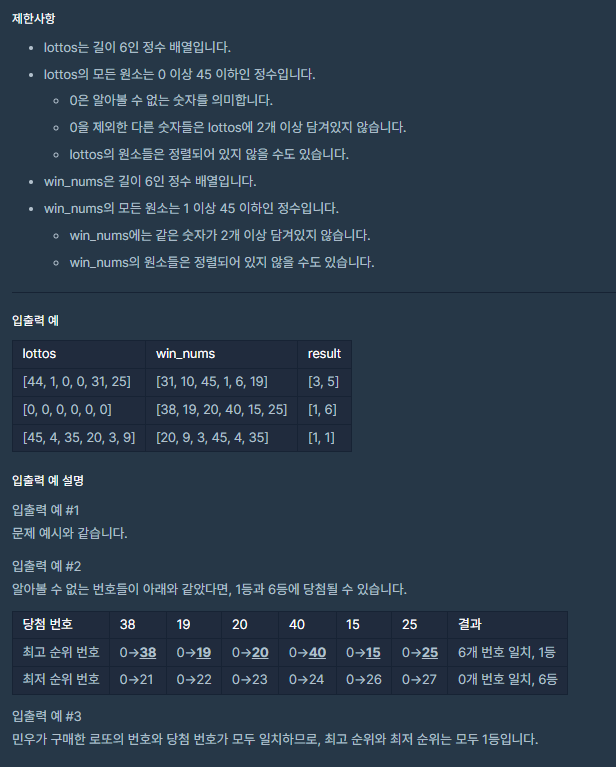 제한사항
lottos는 길이 6인 정수 배열입니다.
lottos의 모든 원소는 0 이상 45 이하인 정수입니다.
0은 알아볼 수 없는 숫자를 의미합니다.
0을 제외한 다른 숫자들은 lottos에 2개 이상 담겨있지 않습니다.
lottos의 원소들은 정렬되어 있지 않을 수도 있습니다.
win_nums은 길이 6인 정수 배열입니다.
win_nums의 모든 원소는 1 이상 45 이하인 정수입니다.
win_nums에는 같은 숫자가 2개 이상 담겨있지 않습니다.
win_nums의 원소들은 정렬되어 있지 않을 수도 있습니다.
입출력 예
lottos win_nums result
[44, 1, 0, 0, 31, 25] [31, 10, 45, 1, 6, 19] [3, 5]
[0, 0, 0, 0, 0, 0] [38, 19, 20, 40, 15, 25] [1, 6]
[45, 4, 35, 20, 3, 9] [20, 9, 3, 45, 4, 35] [1, 1]
입출력 예 설명
입출력 예 #1
문제 예시와 같습니다.
입출력 예 #2
알아볼 수 없는 번호들이 아래와 같았다면, 1등과 6등에 당첨될 수 있습니다.
당첨 번호 38 19 20 40 15 25 결과
최고 순위 번호 0→38 0→19 0→20 0→40 0→15 0→25 6개 번호 일치, 1등
최저 순위 번호 0→21 0→22 0→23 0→24 0→26 0→27 0개 번호 일치, 6등
입출력 예 #3
민우가 구매한 로또의 번호와 당첨 번호가 모두 일치하므로, 최고 순위와 최저 순위는 모두 1등입니다.